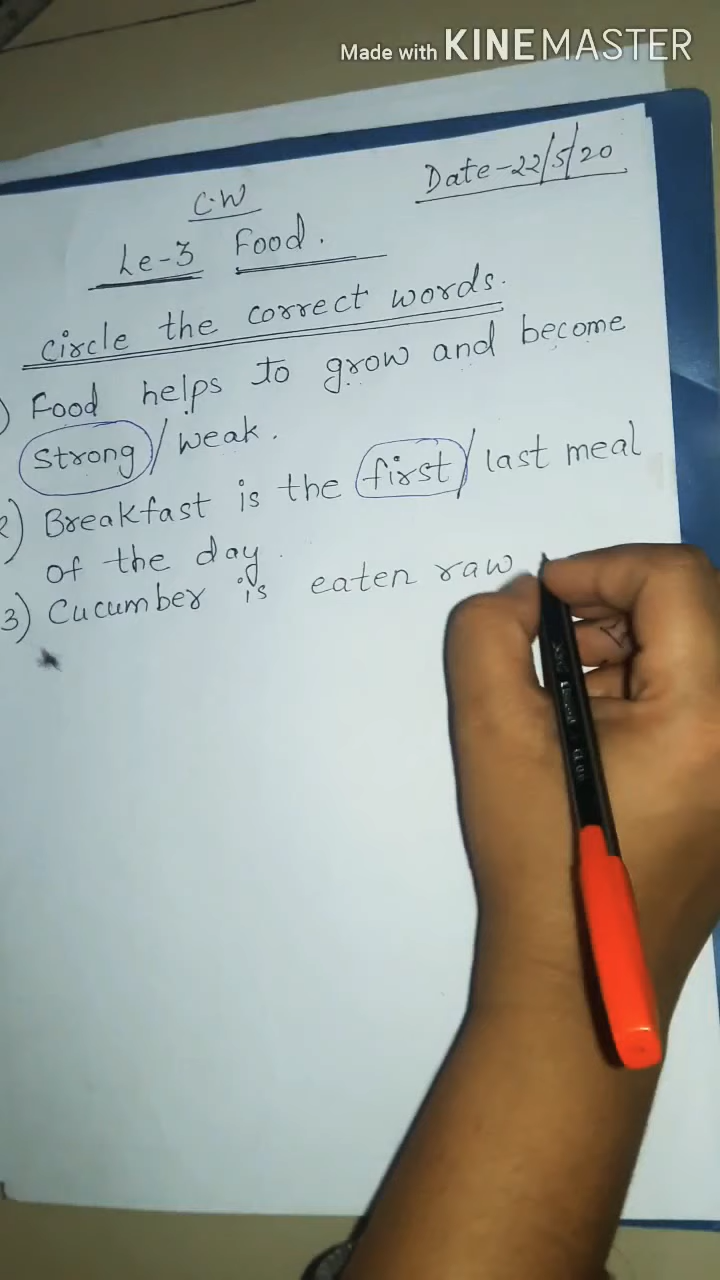 Made with KINEMASTER
Date-22/5/20
C.W
Le-3 Food.
Circle the correct words.
) Food helps to grow and become
Strong / weak.
2) Breakfast is the first / last meal
of the day.
3) Cucumber is eaten raw